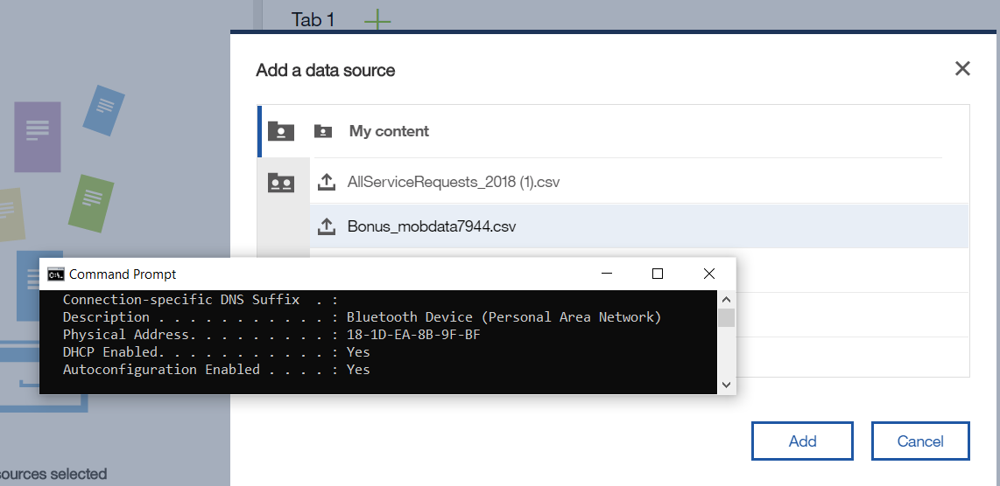 Tab 1
Add a data source
My content
AllServiceRequests_2018 (1).csv
Bonus_mobdata7944.csv
Command Prompt
Connection-specific DNS Suffix  . :
Description . . . . . . . . . . . : Bluetooth Device (Personal Area Network)
Physical Address. . . . . . . . . : 18-1D-EA-8B-9F-BF
DHCP Enabled. . . . . . . . . . . : Yes
Autoconfiguration Enabled . . . . : Yes
Add
Cancel
ources selected